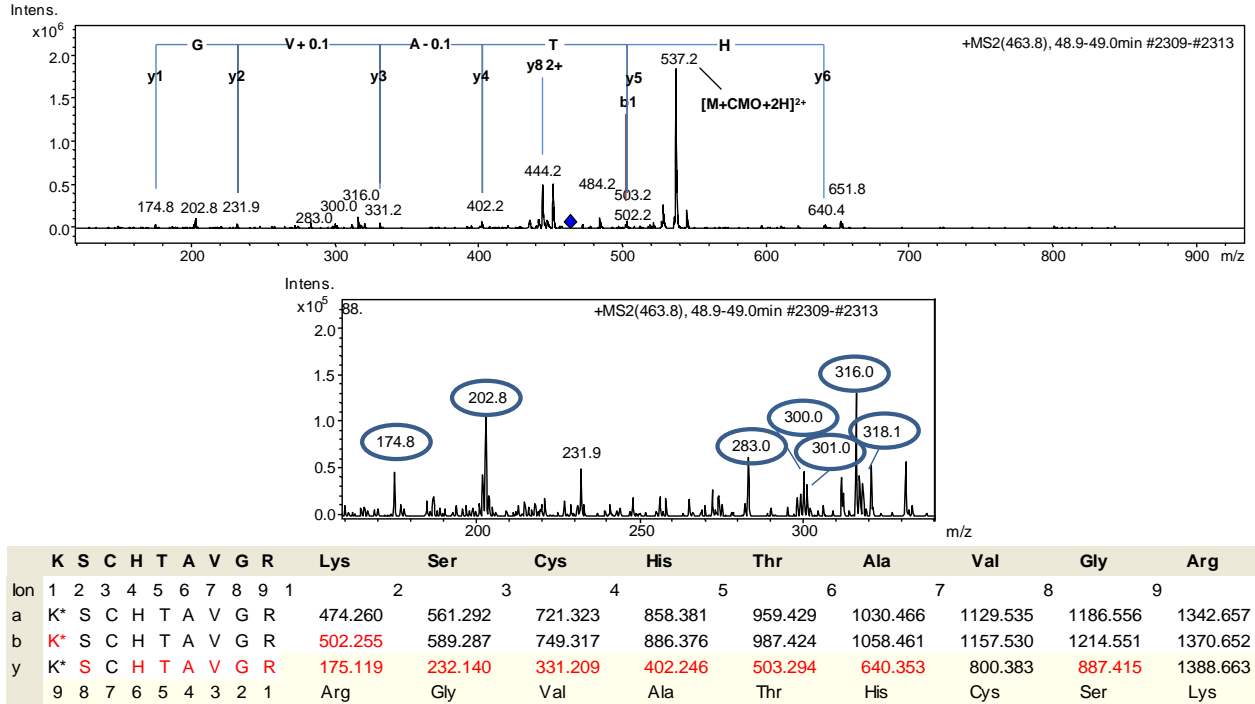 Intens.
x10⁶
+MS2(463.8), 48.9-49.0min #2309-#2313
G V + 0.1 A - 0.1 T H
y1 y2 y3 y4 y8 2+ y5 y6
b1
537.2
[M+CMO+2H]²⁺
2.0
1.5
1.0
0.5
0.0
174.8 202.8 231.9 283.0 300.0 316.0 331.2 402.2 444.2 484.2 503.2 502.2 640.4 651.8
200 300 400 500 600 700 800 900 m/z
Intens.
x10⁵
88.
+MS2(463.8), 48.9-49.0min #2309-#2313
2.0
1.5
1.0
0.5
0.0
174.8 202.8 231.9 283.0 300.0 301.0 316.0 318.1
200 250 300 m/z
K S C H T A V G R Lys Ser Cys His Thr Ala Val Gly Arg
Ion 1 2 3 4 5 6 7 8 9 1 2 3 4 5 6 7 8 9
a K* S C H T A V G R 474.260 561.292 721.323 858.381 959.429 1030.466 1129.535 1186.556 1342.657
b K* S C H T A V G R 502.255 589.287 749.317 886.376 987.424 1058.461 1157.530 1214.551 1370.652
y K* S C H T A V G R 175.119 232.140 331.209 402.246 503.294 640.353 800.383 887.415 1388.663
9 8 7 6 5 4 3 2 1 Arg Gly Val Ala Thr His Cys Ser Lys